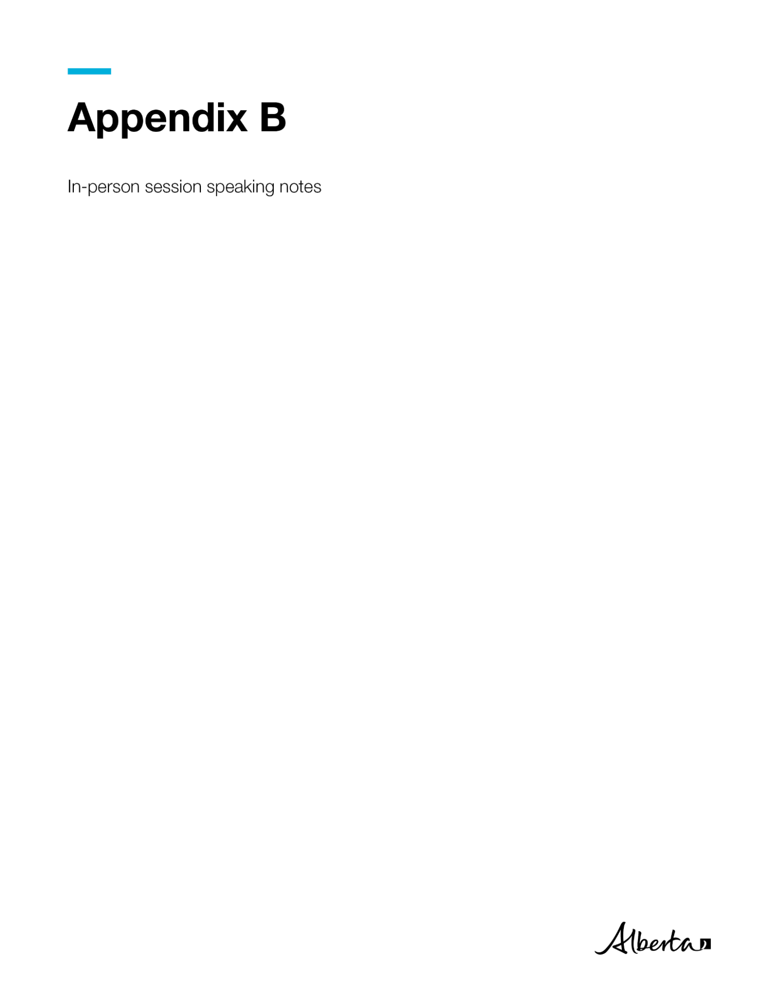 Appendix B
In-person session speaking notes
Alberta